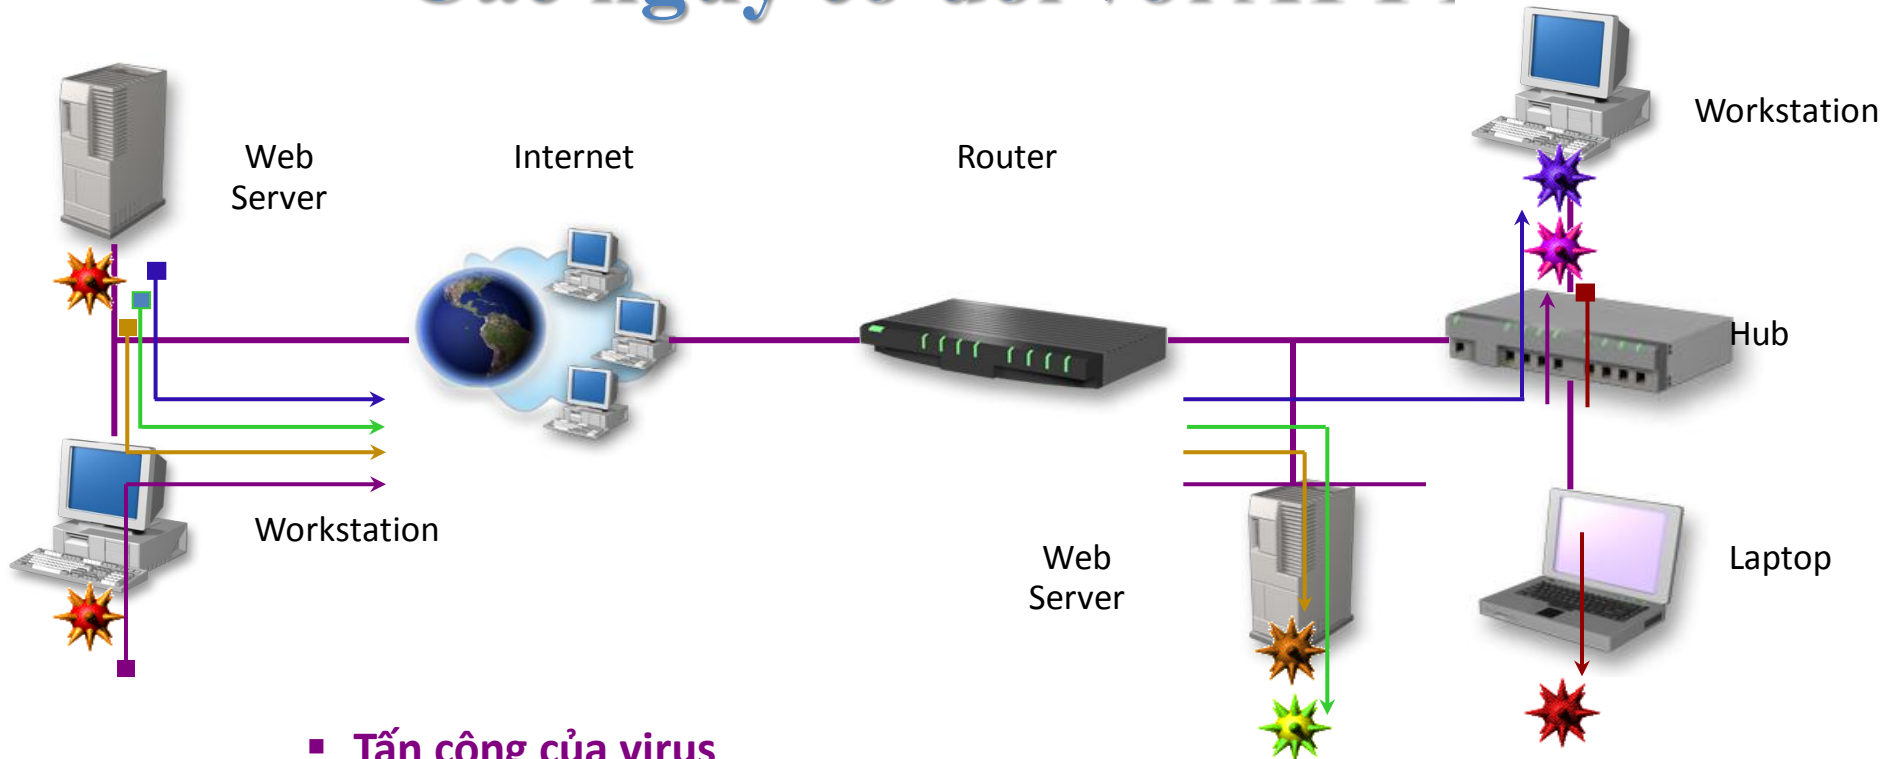 Workstation
Web
Server
Internet
Router
Hub
Workstation
Web
Server
Laptop
Tấn công của virus